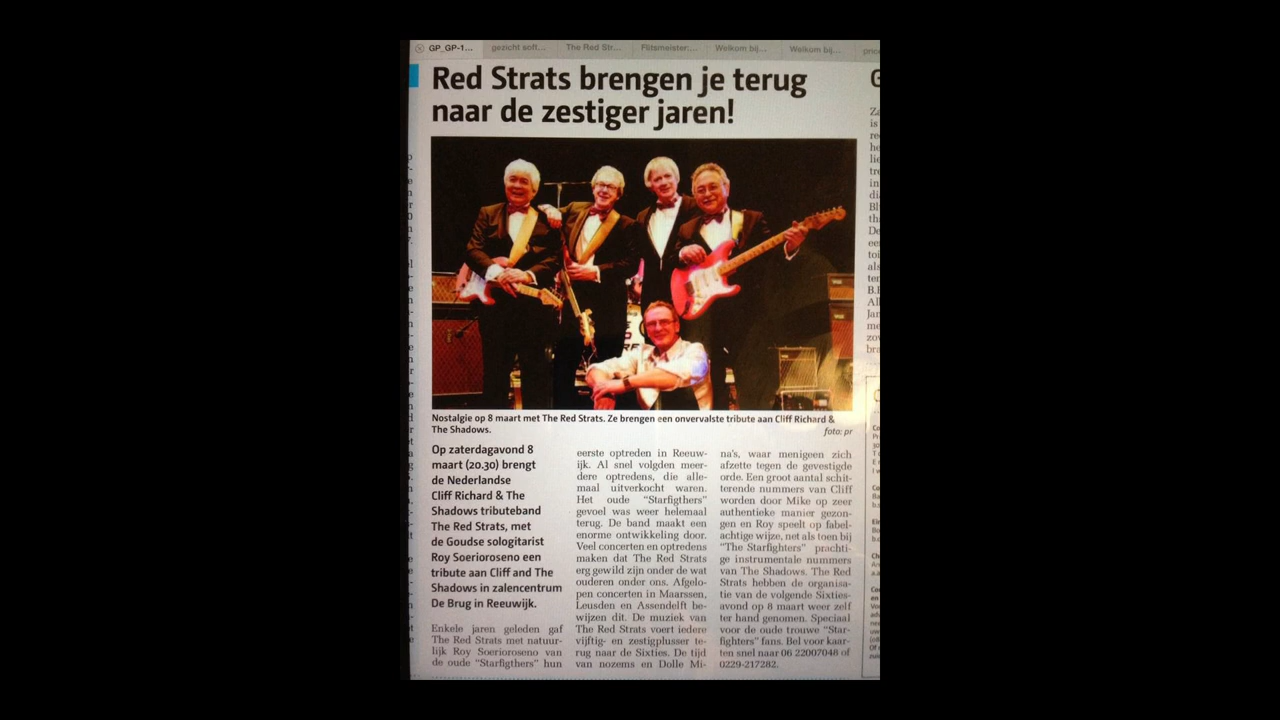 GP_GP-1...
gezicht soft...
The Red Str...
Flitsmeister:...
Welkom bij...
Welkom bij...
Red Strats brengen je terug
naar de zestiger jaren!
Nostalgie op 8 maart met The Red Strats. Ze brengen een onvervalste tribute aan Cliff Richard &
The Shadows.
foto: pr
Op zaterdagavond 8
maart (20.30) brengt
de Nederlandse
Cliff Richard & The
Shadows tributeband
The Red Strats, met
de Goudse sologitarist
Roy Soerioroseno een
tribute aan Cliff and The
Shadows in zalencentrum
De Brug in Reeuwijk.
Enkele jaren geleden gaf
The Red Strats met natuur-
lijk Roy Soerioroseno van
de oude "Starfigthers" hun
eerste optreden in Reeuw-
ijk. Al snel volgden meer-
dere optredens, die alle-
maal uitverkocht waren.
Het oude "Starfigthers"
gevoel was weer helemaal
terug. De band maakt een
enorme ontwikkeling door.
Veel concerten en optredens
maken dat The Red Strats
erg gewild zijn onder de wat
ouderen onder ons. Afgelo-
pen concerten in Maarssen,
Leusden en Assendelft be-
wijzen dit. De muziek van
The Red Strats voert iedere
vijftig- en zestigplusser te-
rug naar de Sixties. De tijd
van nozems en Dolle Mi-
na's, waar menigeen zich
afzette tegen de gevestigde
orde. Een groot aantal schit-
terende nummers van Cliff
worden door Mike op zeer
authentieke manier gezon-
gen en Roy speelt op fabel-
achtige wijze, net als toen bij
"The Starfighters" prachti-
ge instrumentale nummers
van The Shadows. The Red
Strats hebben de organisa-
tie van de volgende Sixties-
avond op 8 maart weer zelf
ter hand genomen. Speciaal
voor de oude trouwe "Star-
fighters" fans. Bel voor kaar-
ten snel naar 06 22007048 of
0229-217282.